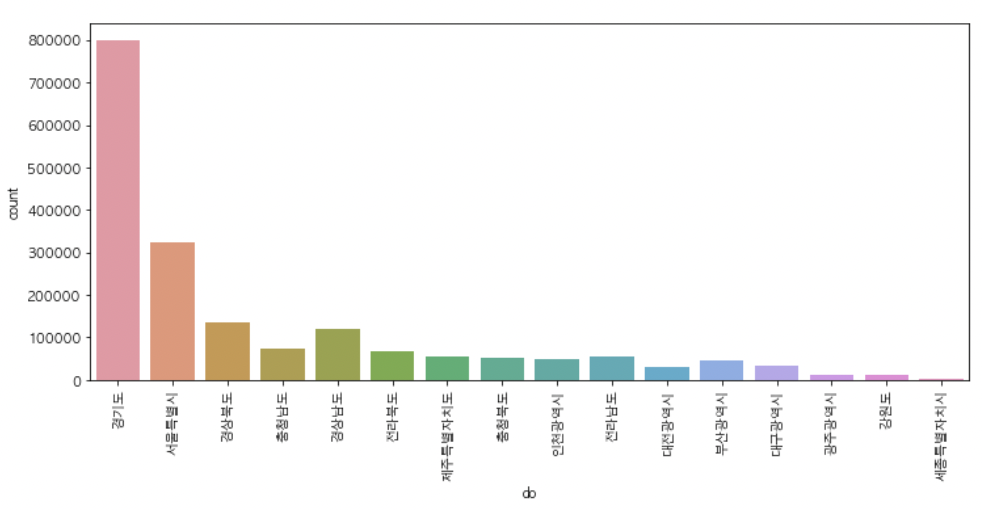 800000
700000
600000
500000
400000
300000
200000
100000
0
count
경기도
서울특별시
경상북도
충청남도
경상남도
전라북도
제주특별자치도
충청북도
인천광역시
전라남도
대전광역시
부산광역시
대구광역시
광주광역시
강원도
세종특별자치시
do